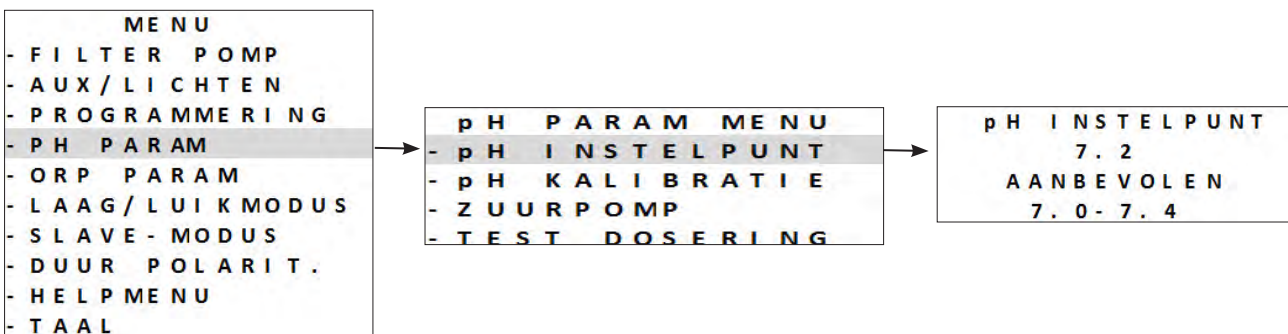 MENU
- FILTER POMP
- AUX/LICHTEN
- PROGRAMMERING
- PH PARAM
- ORP PARAM
- LAAG/LUIKMODUS
- SLAVE-MODUS
- DUUR POLARIT.
- HELPMENU
- TAAL
pH PARAM MENU
- pH INSTELPUNT
- pH KALIBRATIE
- ZUURPOMP
- TEST DOSERING
pH INSTELPUNT
7.2
AANBEVOLEN
7.0-7.4